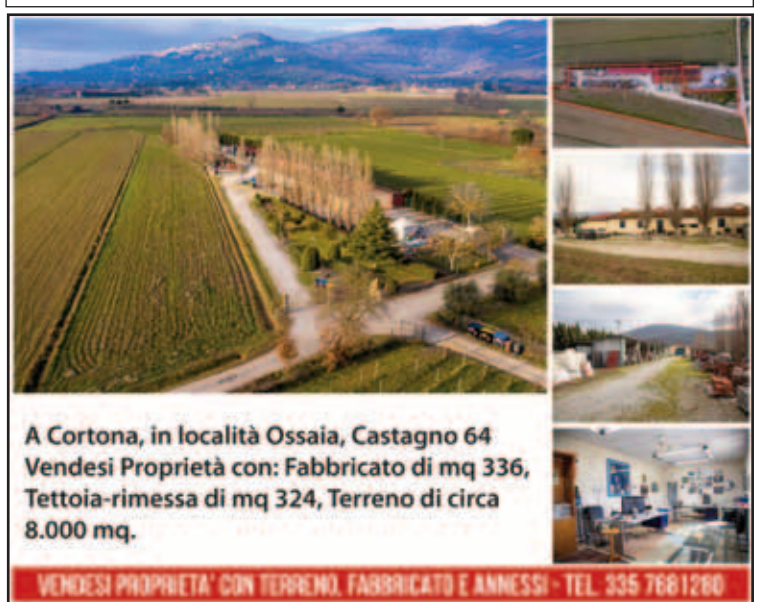 A Cortona, in località Ossaia, Castagno 64
Vendesi Proprietà con: Fabbricato di mq 336,
Tettoia-rimessa di mq 324, Terreno di circa
8.000 mq.
VENDESI PROPRIETA' CON TERRENO, FABBRICATO E ANNESSI - TEL. 335 7681280